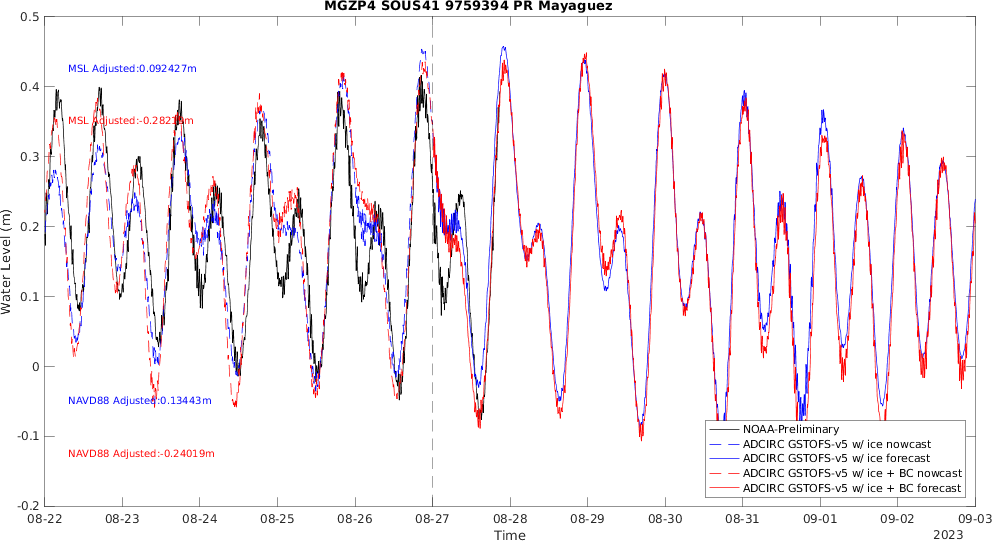 MGZP4 SOUS41 9759394 PR Mayaguez
0.5
0.4
0.3
0.2
0.1
0
-0.1
-0.2
Water Level (m)
MSL Adjusted:0.092427m
MSL
NAVD88 Adjusted:0.13443m
NAVD88 Adjusted:-0.24019m
NOAA-Preliminary
ADCIRC GSTOFS-v5 w/ ice nowcast
ADCIRC GSTOFS-v5 w/ ice forecast
ADCIRC GSTOFS-v5 w/ ice + BC nowcast
ADCIRC GSTOFS-v5 w/ ice + BC forecast
08-22 08-23 08-24 08-25 08-26 08-27 08-28 08-29 08-30 08-31 09-01 09-02 09-03
Time
2023